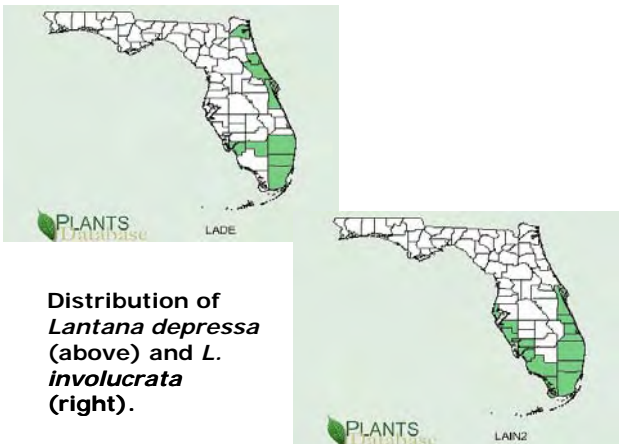 PLANTS
Database
LADE
Distribution of
Lantana depressa
(above) and L.
involucrata
(right).
PLANTS
Database
LAIN2